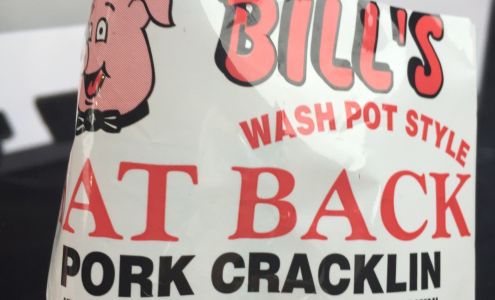 BILL'S
WASH POT STYLE
AT BACK
PORK CRACKLIN